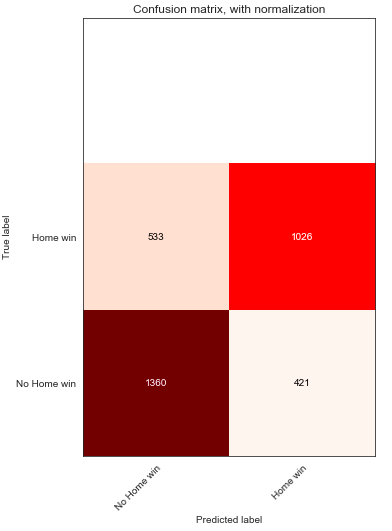 Confusion matrix, with normalization
True label
Home win
533
1026
No Home win
1360
421
No Home win
Home win
Predicted label